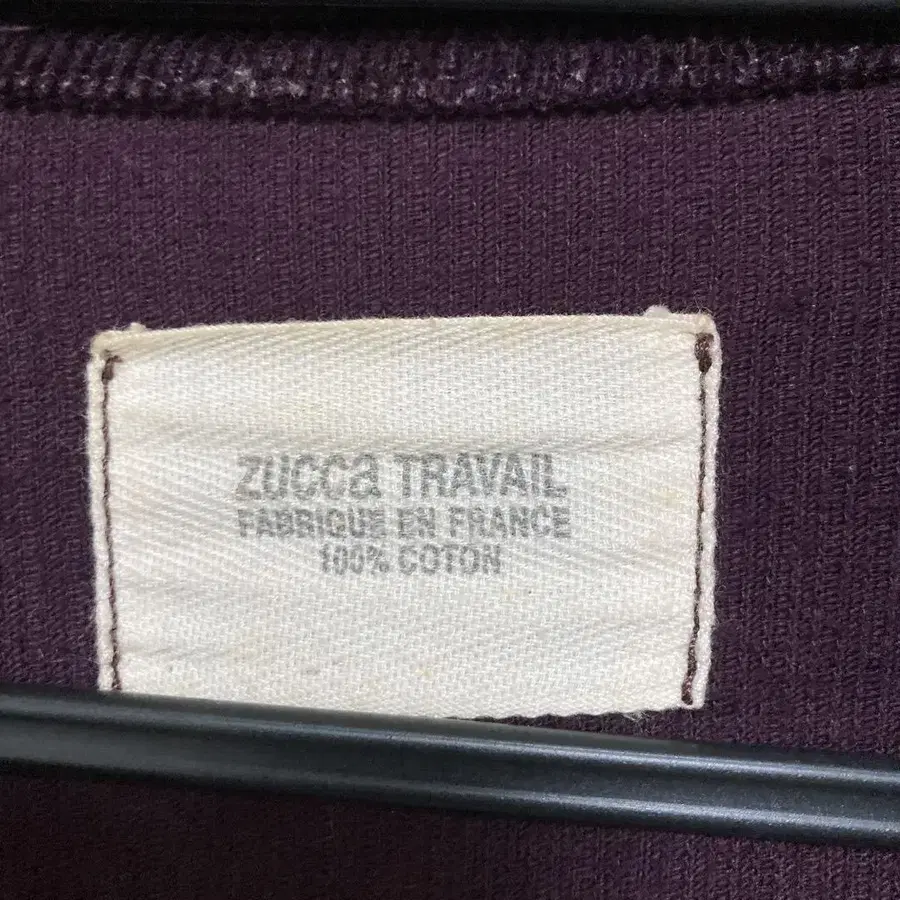 ZUCCa TRAVAIL
FABRIQUE EN FRANCE
100% COTON